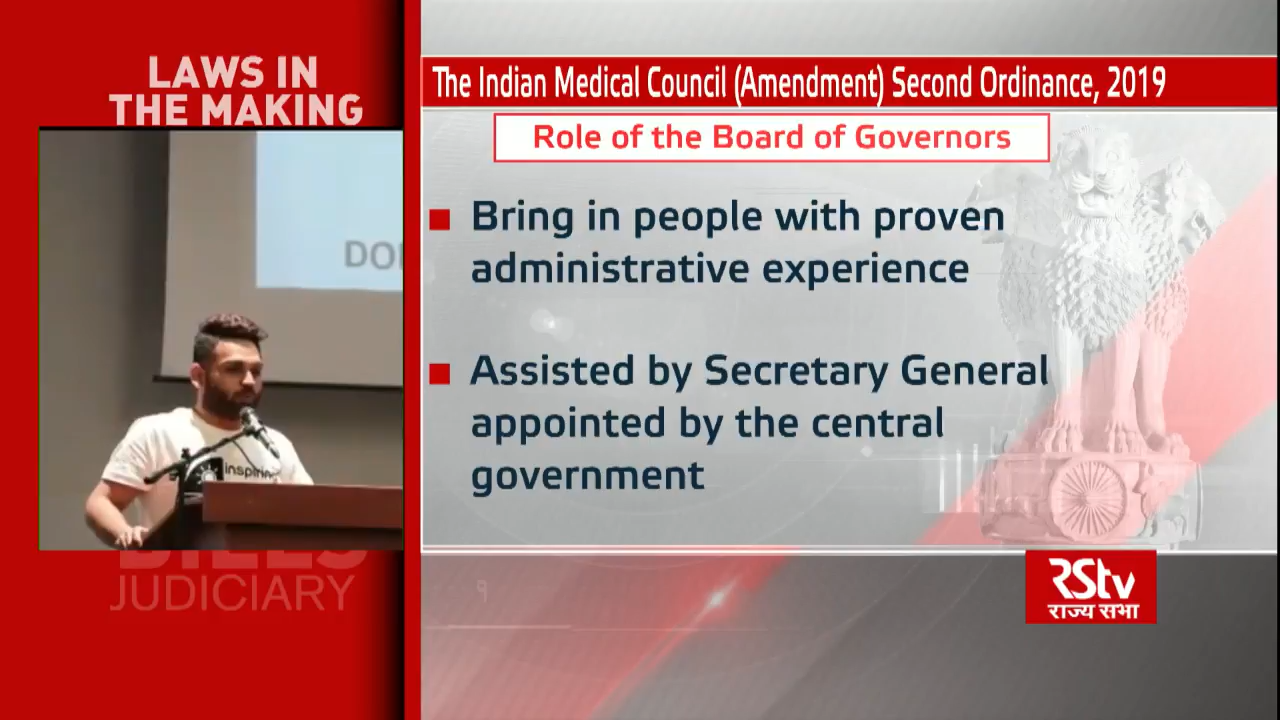 LAWS IN
THE MAKING
The Indian Medical Council (Amendment) Second Ordinance, 2019
Role of the Board of Governors
Bring in people with proven
administrative experience
Assisted by Secretary General
appointed by the central
government
inspirin
JUDICIARY
RSTV
राज्य सभा